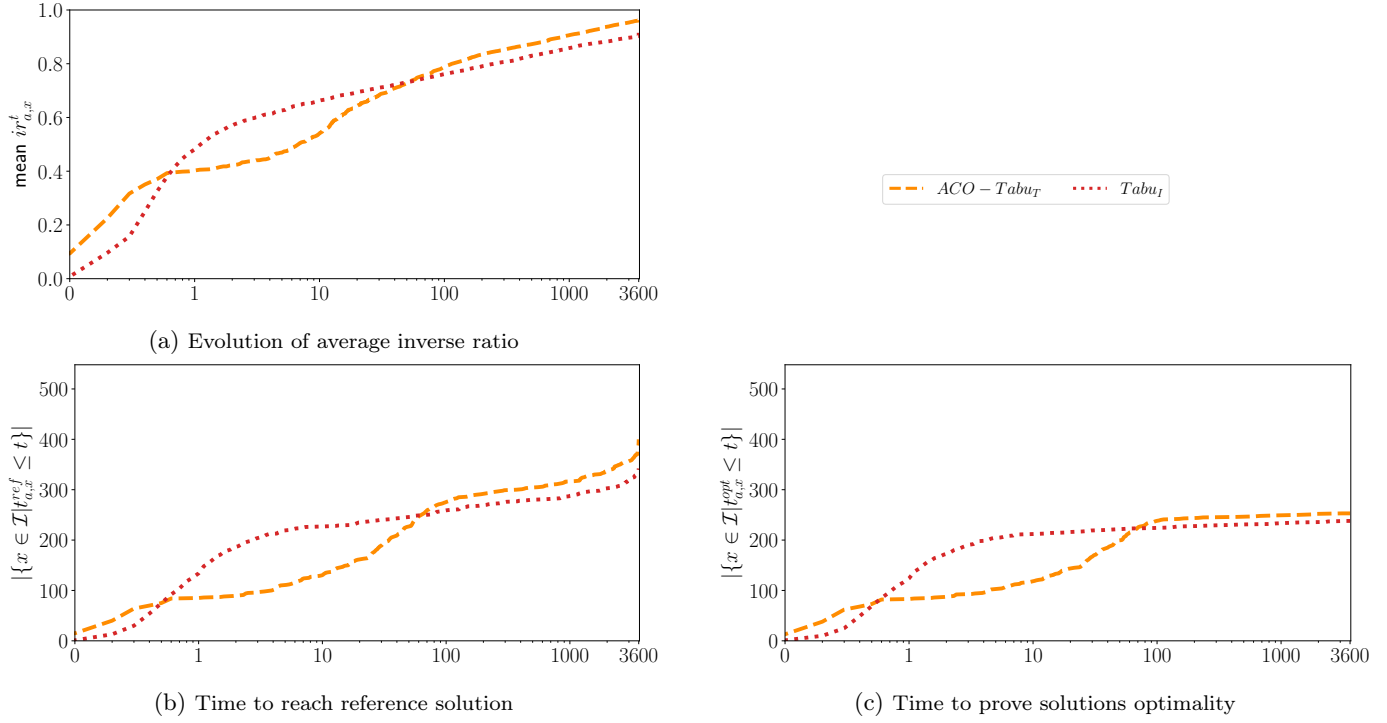 1.0
0.8
0.6
0.4
0.2
0.0
mean $ir^{t}_{a,x}$
0 1 10 100 1000 3600
(a) Evolution of average inverse ratio
$ACO - Tabu_T$ $Tabu_I$
500
400
300
200
100
0
$|\{x \in \mathcal{I} | t^{ref}_{a,x} \leq t\}|$
0 1 10 100 1000 3600
(b) Time to reach reference solution
500
400
300
200
100
0
$|\{x \in \mathcal{I} | t^{opt}_{a,x} \leq t\}|$
0 1 10 100 1000 3600
(c) Time to prove solutions optimality